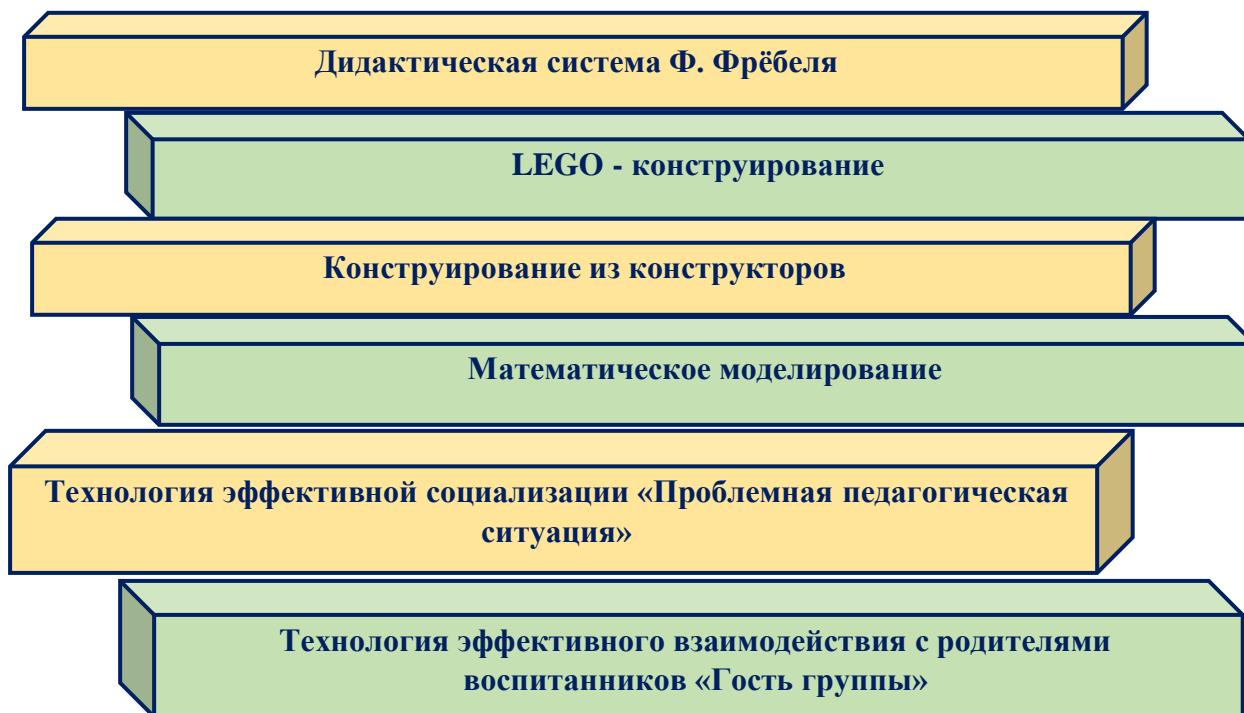 Дидактическая система Ф. Фрёбеля
LEGO - конструирование
Конструирование из конструкторов
Математическое моделирование
Технология эффективной социализации «Проблемная педагогическая
ситуация»
Технология эффективного взаимодействия с родителями
воспитанников «Гость группы»